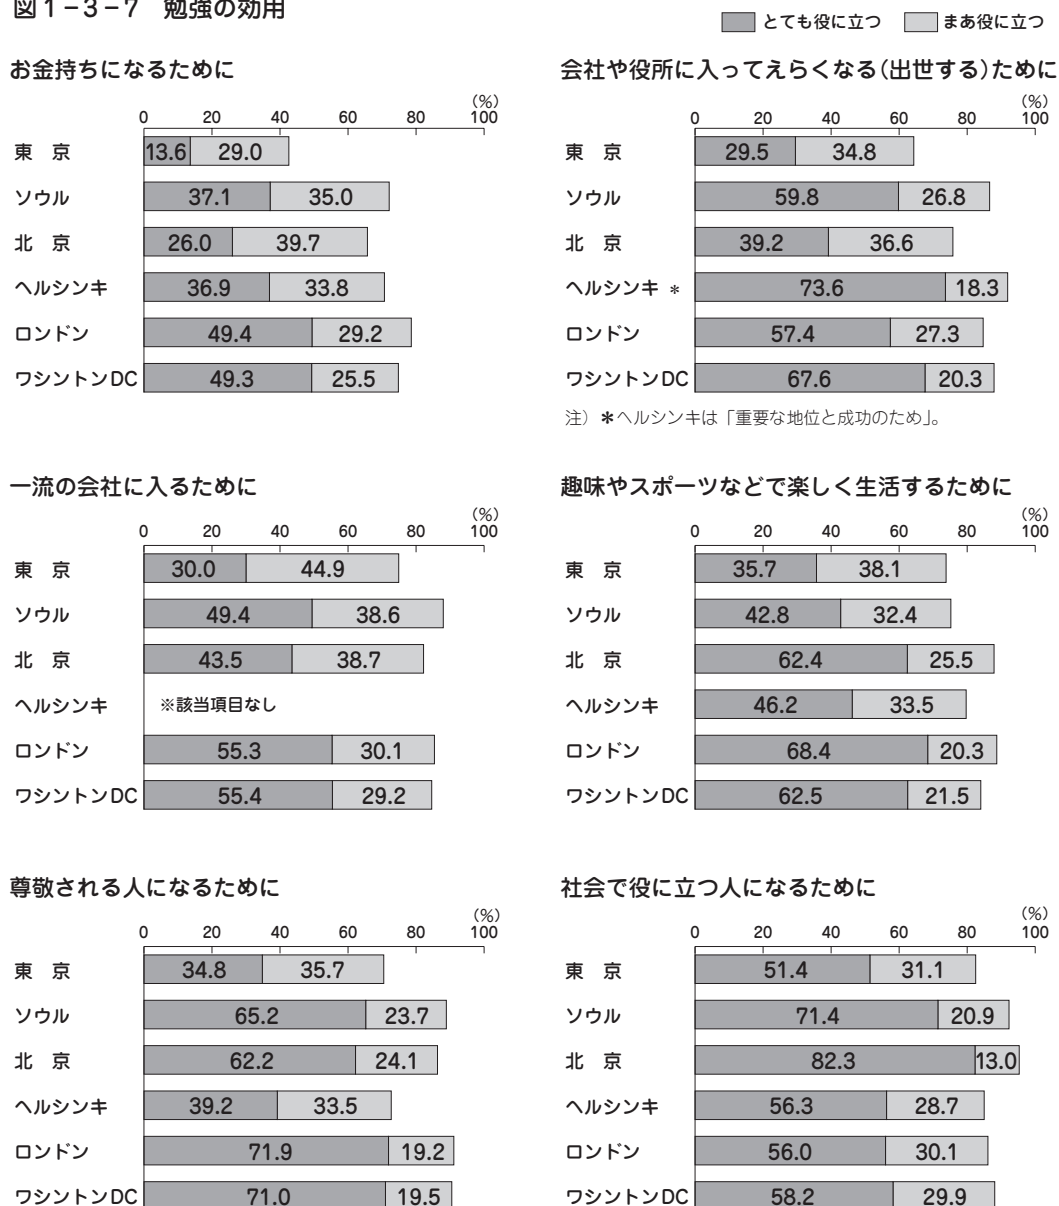 図1-3-7 勉強の効用
とても役に立つ まあ役に立つ
お金持ちになるために
(%)
0 20 40 60 80 100
東 京 13.6 29.0
ソウル 37.1 35.0
北 京 26.0 39.7
ヘルシンキ 36.9 33.8
ロンドン 49.4 29.2
ワシントンDC 49.3 25.5
会社や役所に入ってえらくなる(出世する)ために
(%)
0 20 40 60 80 100
東 京 29.5 34.8
ソウル 59.8 26.8
北 京 39.2 36.6
ヘルシンキ * 73.6 18.3
ロンドン 57.4 27.3
ワシントンDC 67.6 20.3
注)*ヘルシンキは「重要な地位と成功のため」。
一流の会社に入るために
(%)
0 20 40 60 80 100
東 京 30.0 44.9
ソウル 49.4 38.6
北 京 43.5 38.7
ヘルシンキ ※該当項目なし
ロンドン 55.3 30.1
ワシントンDC 55.4 29.2
趣味やスポーツなどで楽しく生活するために
(%)
0 20 40 60 80 100
東 京 35.7 38.1
ソウル 42.8 32.4
北 京 62.4 25.5
ヘルシンキ 46.2 33.5
ロンドン 68.4 20.3
ワシントンDC 62.5 21.5
尊敬される人になるために
(%)
0 20 40 60 80 100
東 京 34.8 35.7
ソウル 65.2 23.7
北 京 62.2 24.1
ヘルシンキ 39.2 33.5
ロンドン 71.9 19.2
ワシントンDC 71.0 19.5
社会で役に立つ人になるために
(%)
0 20 40 60 80 100
東 京 51.4 31.1
ソウル 71.4 20.9
北 京 82.3 13.0
ヘルシンキ 56.3 28.7
ロンドン 56.0 30.1
ワシントンDC 58.2 29.9